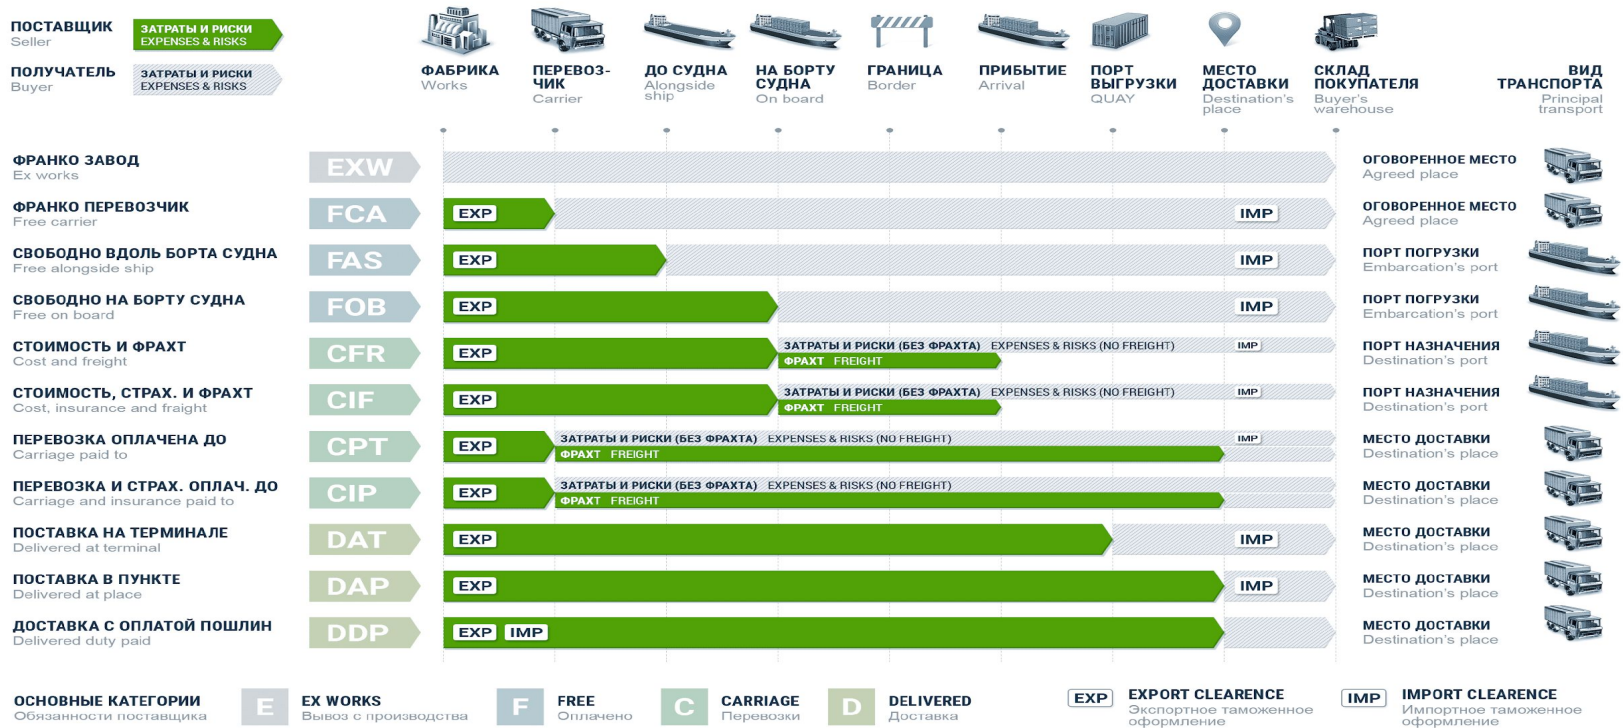 ПОСТАВЩИК
Seller
ЗАТРАТЫ И РИСКИ
EXPENSES & RISKS
ПОЛУЧАТЕЛЬ
Buyer
ЗАТРАТЫ И РИСКИ
EXPENSES & RISKS
ФАБРИКА
Works
ПЕРЕВОЗ-
ЧИК
Carrier
ДО СУДНА
Alongside
ship
НА БОРТУ
СУДНА
On board
ГРАНИЦА
Border
ПРИБЫТИЕ
Arrival
ПОРТ
ВЫГРУЗКИ
QUAY
МЕСТО
ДОСТАВКИ
Destination's
place
СКЛАД
ПОКУПАТЕЛЯ
Buyer's
warehouse
ВИД
ТРАНСПОРТА
Principal
transport
ФРАНКО ЗАВОД
Ex works
EXW
ОГОВОРЕННОЕ МЕСТО
Agreed place
ФРАНКО ПЕРЕВОЗЧИК
Free carrier
FCA
EXP
IMP
ОГОВОРЕННОЕ МЕСТО
Agreed place
СВОБОДНО ВДОЛЬ БОРТА СУДНА
Free alongside ship
FAS
EXP
IMP
ПОРТ ПОГРУЗКИ
Embarcation's port
СВОБОДНО НА БОРТУ СУДНА
Free on board
FOB
EXP
IMP
ПОРТ ПОГРУЗКИ
Embarcation's port
СТОИМОСТЬ И ФРАХТ
Cost and freight
CFR
EXP
ЗАТРАТЫ И РИСКИ (БЕЗ ФРАХТА) EXPENSES & RISKS (NO FREIGHT)
IMP
ФРАХТ FREIGHT
ПОРТ НАЗНАЧЕНИЯ
Destination's port
СТОИМОСТЬ, СТРАХ. И ФРАХТ
Cost, insurance and fraight
CIF
EXP
ЗАТРАТЫ И РИСКИ (БЕЗ ФРАХТА) EXPENSES & RISKS (NO FREIGHT)
IMP
ФРАХТ FREIGHT
ПОРТ НАЗНАЧЕНИЯ
Destination's port
ПЕРЕВОЗКА ОПЛАЧЕНА ДО
Carriage paid to
CPT
EXP
ЗАТРАТЫ И РИСКИ (БЕЗ ФРАХТА) EXPENSES & RISKS (NO FREIGHT)
IMP
ФРАХТ FREIGHT
МЕСТО ДОСТАВКИ
Destination's place
ПЕРЕВОЗКА И СТРАХ. ОПЛАЧ. ДО
Carriage and insurance paid to
CIP
EXP
ЗАТРАТЫ И РИСКИ (БЕЗ ФРАХТА) EXPENSES & RISKS (NO FREIGHT)
ФРАХТ FREIGHT
МЕСТО ДОСТАВКИ
Destination's place
ПОСТАВКА НА ТЕРМИНАЛЕ
Delivered at terminal
DAT
EXP
IMP
МЕСТО ДОСТАВКИ
Destination's place
ПОСТАВКА В ПУНКТЕ
Delivered at place
DAP
EXP
IMP
МЕСТО ДОСТАВКИ
Destination's place
ДОСТАВКА С ОПЛАТОЙ ПОШЛИН
Delivered duty paid
DDP
EXP IMP
МЕСТО ДОСТАВКИ
Destination's place
ОСНОВНЫЕ КАТЕГОРИИ
Обязанности поставщика
E
EX WORKS
Вывоз с производства
F
FREE
Оплачено
C
CARRIAGE
Перевозки
D
DELIVERED
Доставка
EXP
EXPORT CLEARENCE
Экспортное таможенное
оформление
IMP
IMPORT CLEARENCE
Импортное таможенное
оформление